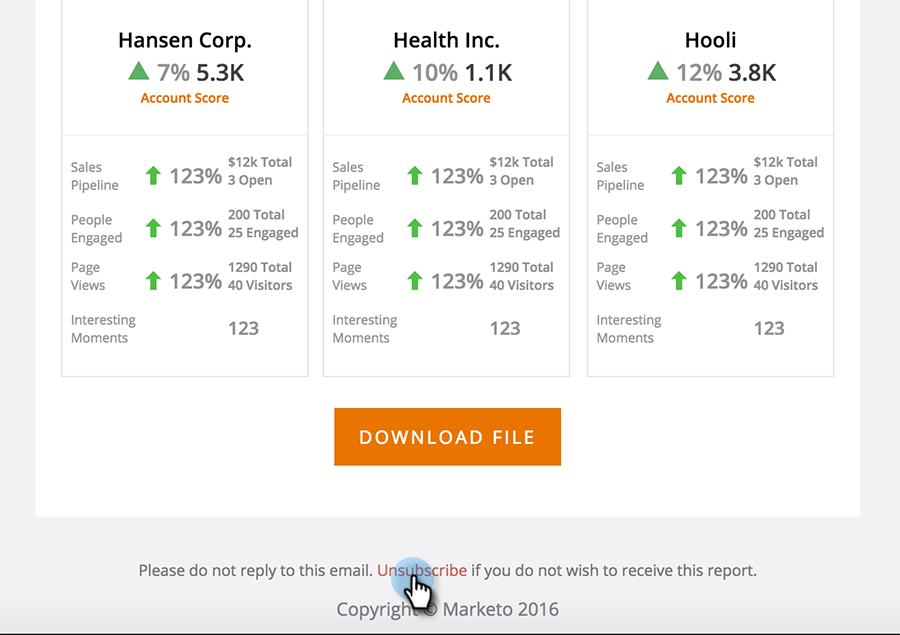 Hansen Corp.
7% 5.3K
Account Score
Sales
Pipeline
123%
$12k Total
3 Open
People
Engaged
123%
200 Total
25 Engaged
Page
Views
123%
1290 Total
40 Visitors
Interesting
Moments
123
Health Inc.
10% 1.1K
Account Score
Sales
Pipeline
123%
$12k Total
3 Open
People
Engaged
123%
200 Total
25 Engaged
Page
Views
123%
1290 Total
40 Visitors
Interesting
Moments
123
Hooli
12% 3.8K
Account Score
Sales
Pipeline
123%
$12k Total
3 Open
People
Engaged
123%
200 Total
25 Engaged
Page
Views
123%
1290 Total
40 Visitors
Interesting
Moments
123
DOWNLOAD FILE
Please do not reply to this email. Unsubscribe if you do not wish to receive this report.
Copyright © Marketo 2016